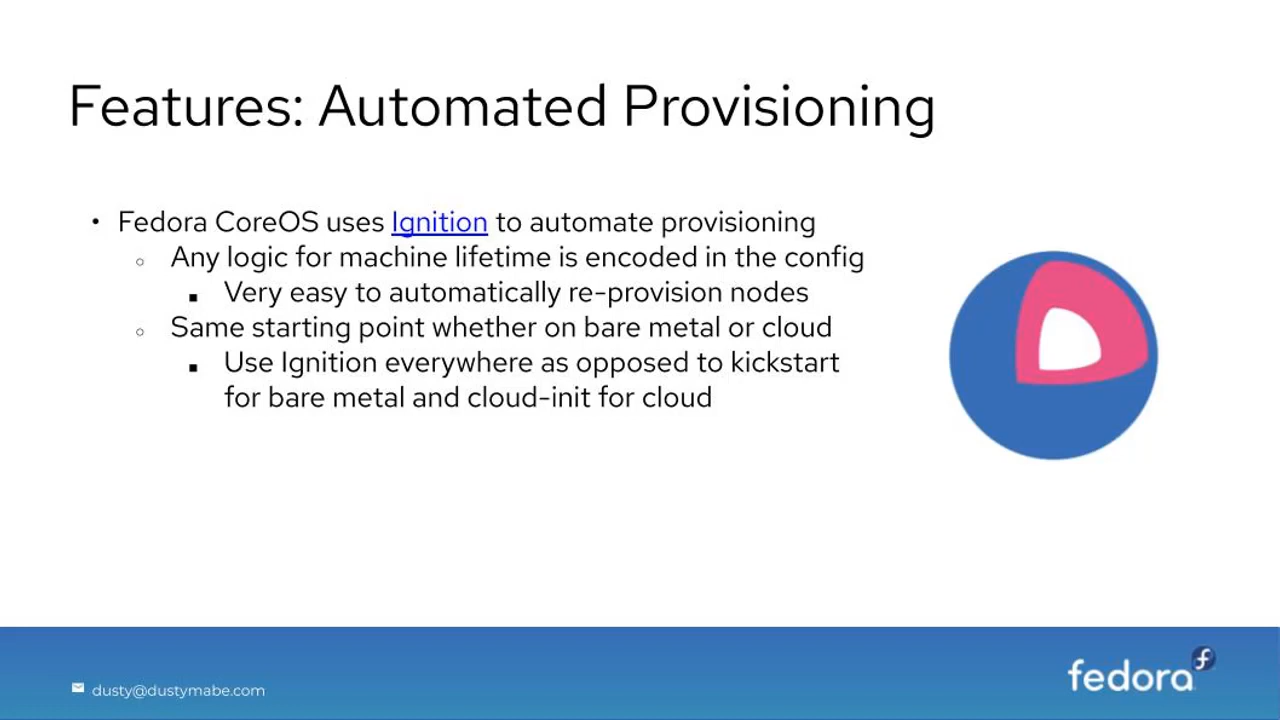 Features: Automated Provisioning
• Fedora CoreOS uses Ignition to automate provisioning
○ Any logic for machine lifetime is encoded in the config
■ Very easy to automatically re-provision nodes
○ Same starting point whether on bare metal or cloud
■ Use Ignition everywhere as opposed to kickstart
for bare metal and cloud-init for cloud
dusty@dustymabe.com
fedora